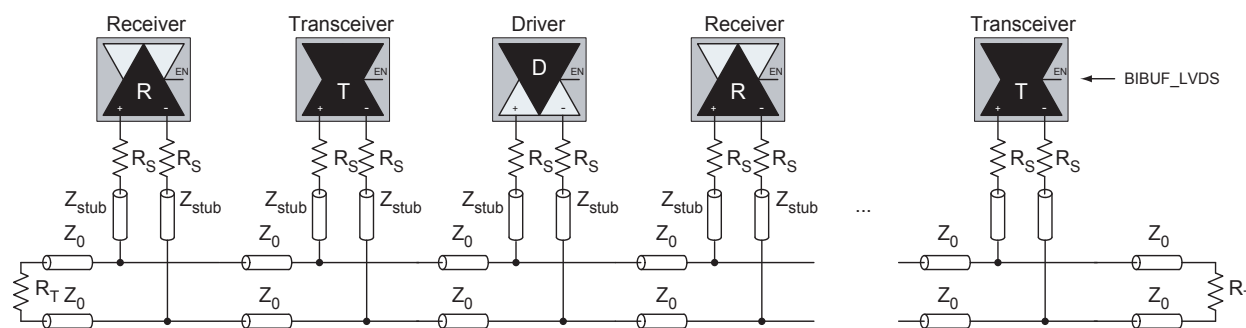 Receiver Transceiver Driver Receiver Transceiver
EN EN EN EN EN BIBUF_LVDS
R T D R T
+ - + - + - + - + -
RS RS RS RS RS RS RS RS RS RS
Zstub Zstub Zstub Zstub Zstub Zstub Zstub Zstub
...
Z0 Z0 Z0 Z0 Z0 Z0
RT R
Z0 Z0 Z0 Z0 Z0 Z0